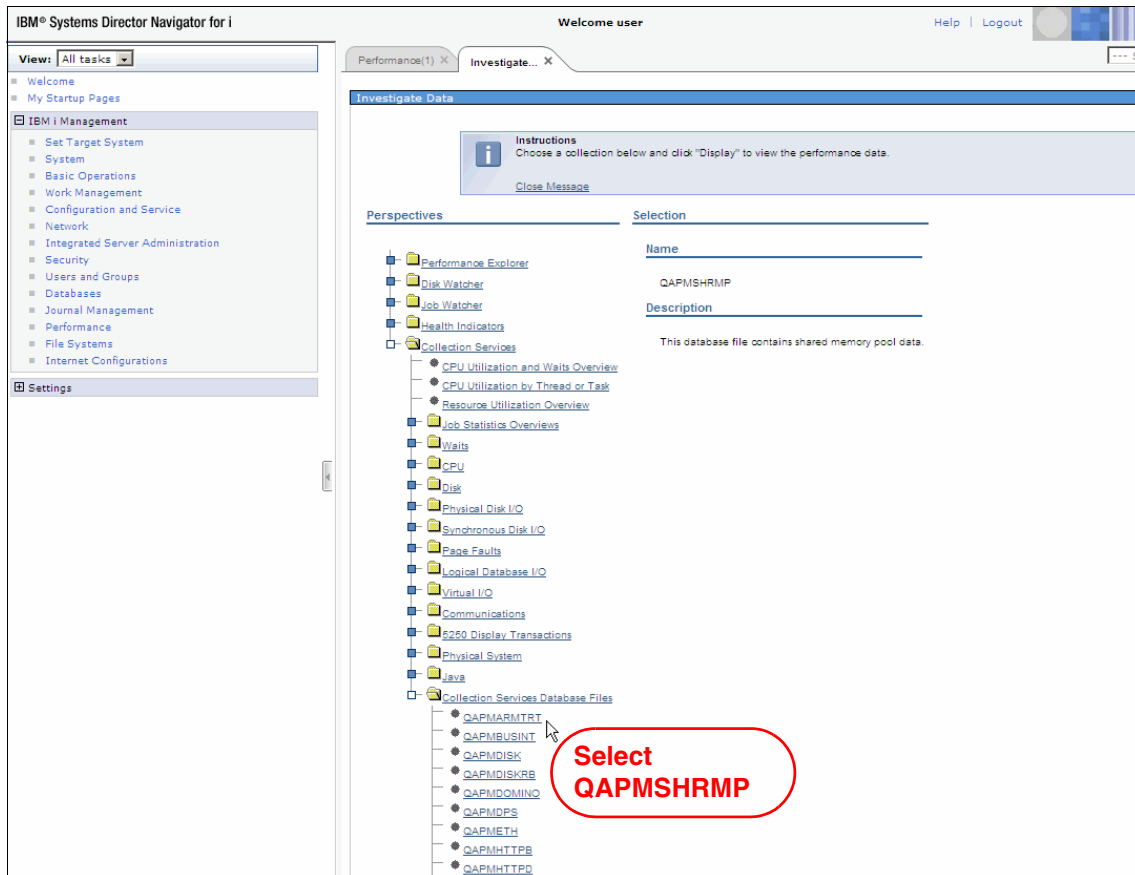 IBM® Systems Director Navigator for i
Welcome user
Help | Logout
View: All tasks
Welcome
My Startup Pages
IBM i Management
Set Target System
System
Basic Operations
Work Management
Configuration and Service
Network
Integrated Server Administration
Security
Users and Groups
Databases
Journal Management
Performance
File Systems
Internet Configurations
Settings
Performance(1)
Investigate...
---
Investigate Data
Instructions
Choose a collection below and click "Display" to view the performance data.
Close Message
Perspectives
Performance Explorer
Disk Watcher
Job Watcher
Health Indicators
Collection Services
CPU Utilization and Waits Overview
CPU Utilization by Thread or Task
Resource Utilization Overview
Job Statistics Overviews
Waits
CPU
Disk
Physical Disk I/O
Synchronous Disk I/O
Page Faults
Logical Database I/O
Virtual I/O
Communications
5250 Display Transactions
Physical System
Java
Collection Services Database Files
QAPMARMTRT
QAPMBUSINT
QAPMDISK
QAPMDISKRB
QAPMDOMINO
QAPMDPS
QAPMETH
QAPMHTTPB
QAPMHTTPD
Selection
Name
QAPMSHRMP
Description
This database file contains shared memory pool data.
Select
QAPMSHRMP